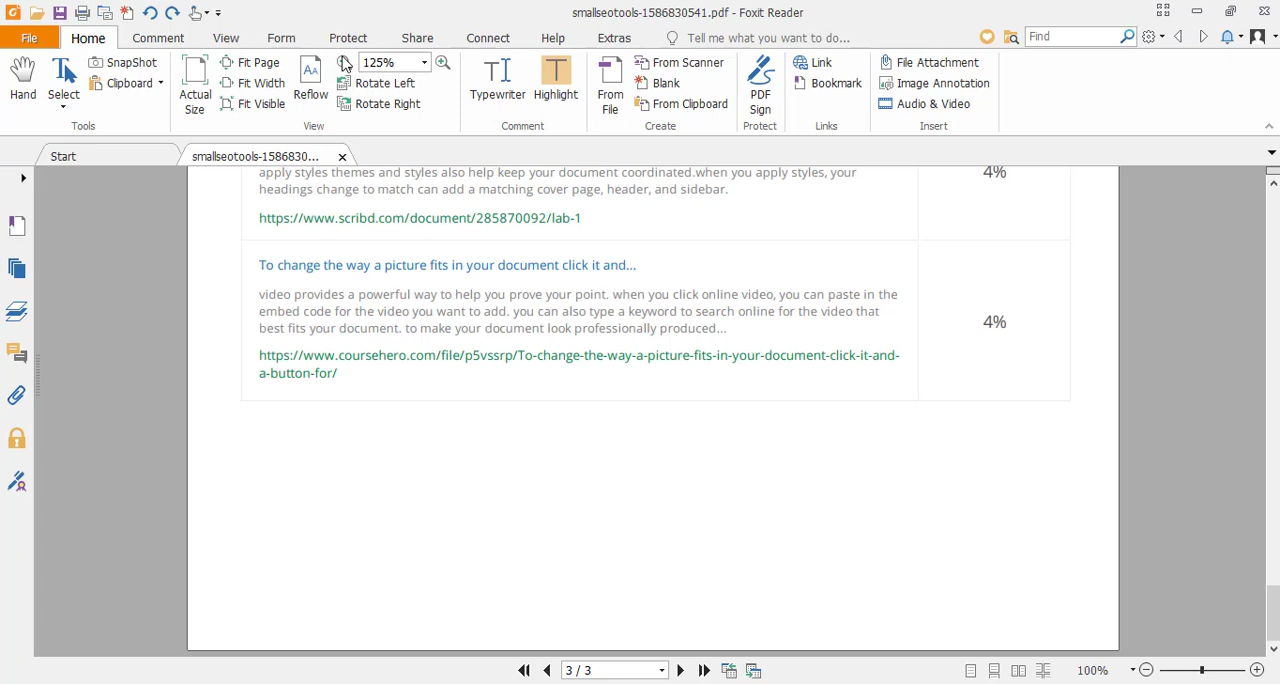 smallseotools-1586830541.pdf - Foxit Reader
File Home Comment View Form Protect Share Connect Help Extras Tell me what you want to do... Find
Hand
Select
SnapShot
Clipboard
Tools
Actual
Size
Fit Page
Fit Width
Fit Visible
Reflow
125%
Rotate Left
Rotate Right
View
Typewriter
Highlight
Comment
From
File
From Scanner
Blank
From Clipboard
Create
PDF
Sign
Protect
Link
Bookmark
Links
File Attachment
Image Annotation
Audio & Video
Insert
Start
smallseotools-1586830...
apply styles themes and styles also help keep your document coordinated.when you apply styles, your
headings change to match can add a matching cover page, header, and sidebar.
https://www.scribd.com/document/285870092/lab-1
4%
To change the way a picture fits in your document click it and...
video provides a powerful way to help you prove your point. when you click online video, you can paste in the
embed code for the video you want to add. you can also type a keyword to search online for the video that
best fits your document. to make your document look professionally produced...
https://www.coursehero.com/file/p5vssrp/To-change-the-way-a-picture-fits-in-your-document-click-it-and-
a-button-for/
4%
3 / 3
100%